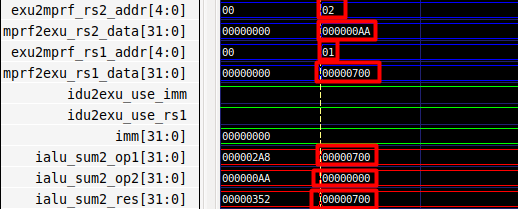 exu2mprf_rs2_addr[4:0] 00 02
mprf2exu_rs2_data[31:0] 00000000 000000AA
exu2mprf_rs1_addr[4:0] 00 01
mprf2exu_rs1_data[31:0] 00000000 00000700
idu2exu_use_imm
idu2exu_use_rs1
imm[31:0] 00000000
ialu_sum2_op1[31:0] 000002A8 00000700
ialu_sum2_op2[31:0] 000000AA 00000000
ialu_sum2_res[31:0] 00000352 00000700